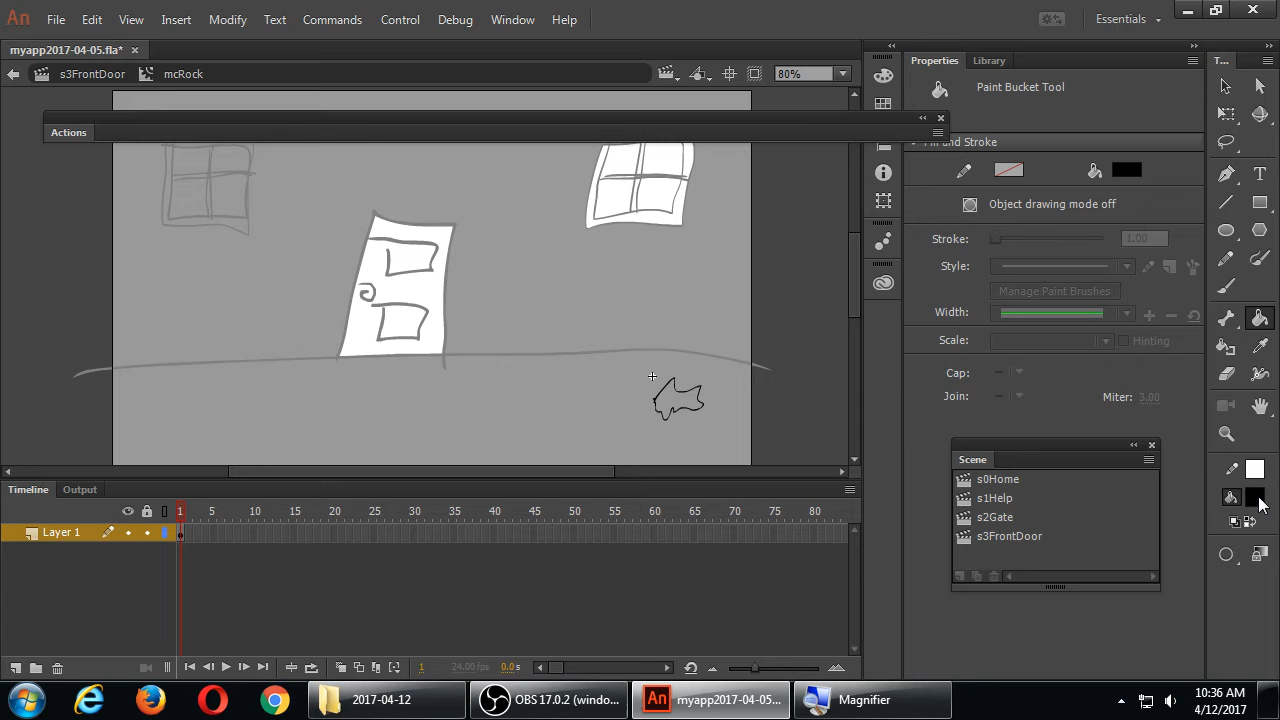 An File Edit View Insert Modify Text Commands Control Debug Window Help Essentials
myapp2017-04-05.fla* ×
s3FrontDoor mcRock 80%
Properties Library T...
Paint Bucket Tool
Actions
Fill and Stroke
Object drawing mode off
Stroke: 1.00
Style:
Manage Paint Brushes
Width:
Scale: Hinting
Cap:
Join: Miter: 3.00
Scene
s0Home
s1Help
s2Gate
s3FrontDoor
Timeline Output
1 5 10 15 20 25 30 35 40 45 50 55 60 65 70 75 80
Layer 1
1 24.00 fps 0.0 s
2017-04-12 OBS 17.0.2 (windo... An myapp2017-04-05... Magnifier
10:36 AM
4/12/2017